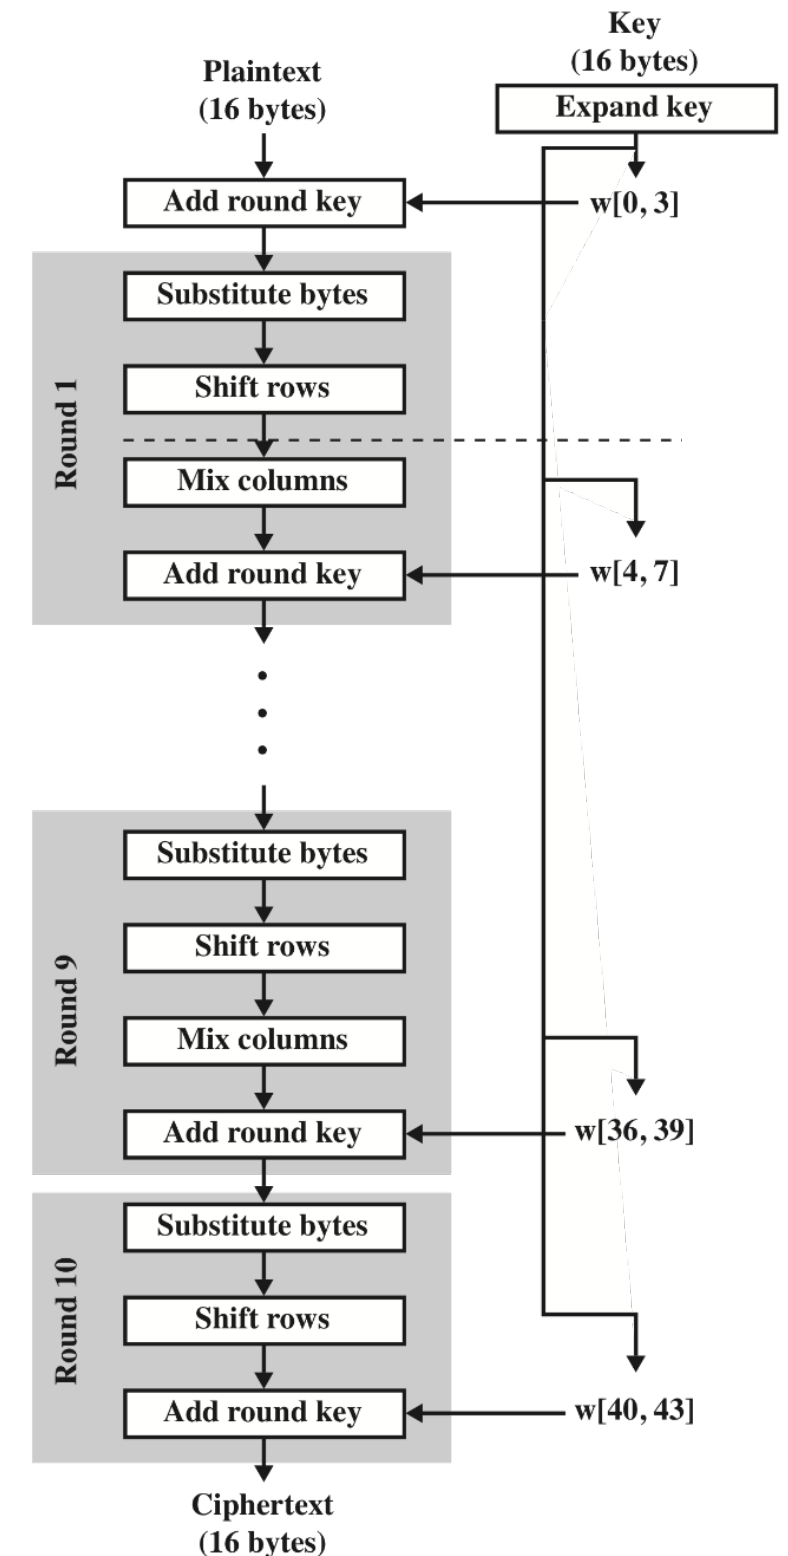 Key
(16 bytes)
Plaintext
(16 bytes)
Expand key
Add round key
w[0, 3]
Round 1
Substitute bytes
Shift rows
Mix columns
Add round key
w[4, 7]
Round 9
Substitute bytes
Shift rows
Mix columns
Add round key
w[36, 39]
Round 10
Substitute bytes
Shift rows
Add round key
w[40, 43]
Ciphertext
(16 bytes)